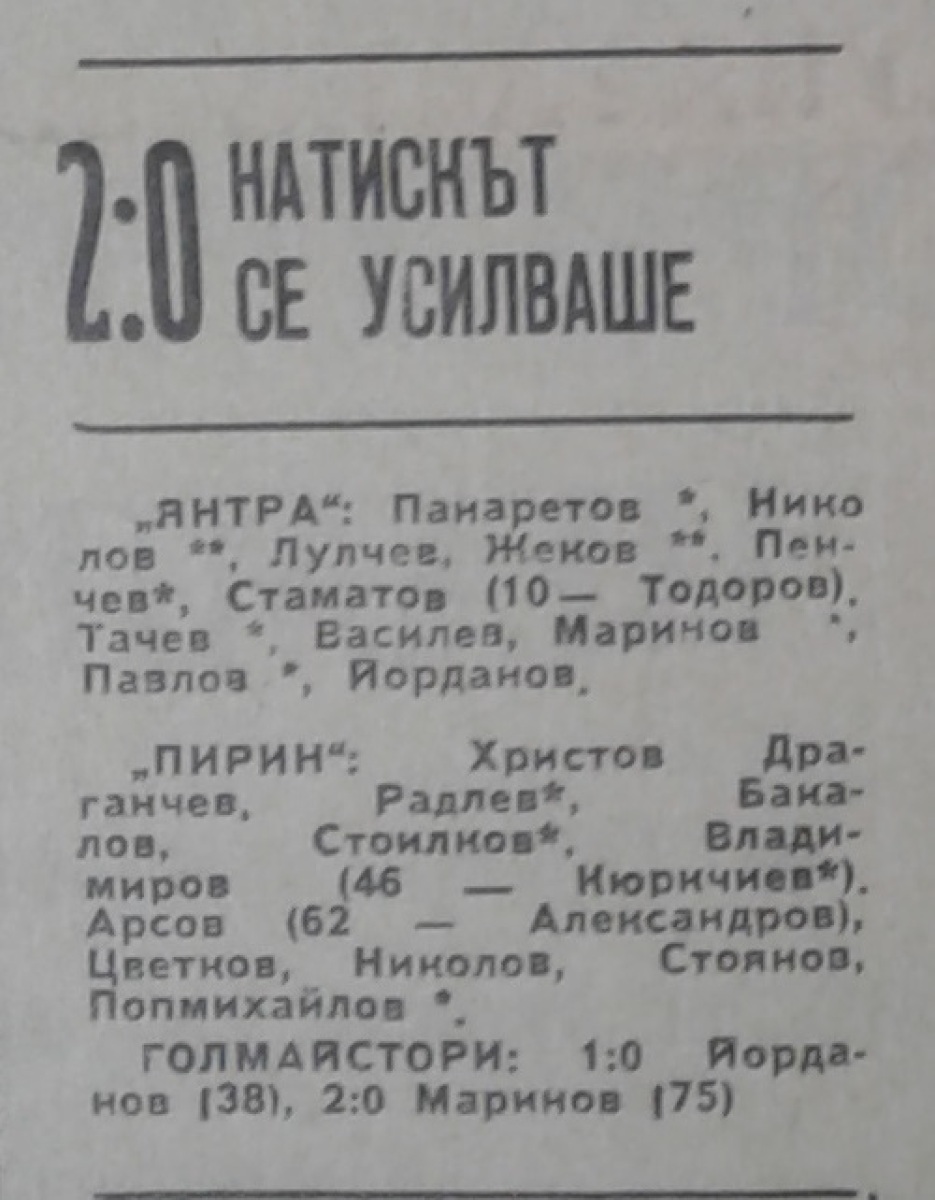 2:0 НАТИСКЪТ
СЕ УСИЛВАШЕ
„ЯНТРА“: Панаретов *, Нико
лов **, Лулчев, Жеков **. Пен-
чев*, Стаматов (10 — Тодоров),
Тачев *, Василев, Маринов *,
Павлов *, Йорданов.
„ПИРИН“: Христов Дра-
ганчев, Радлев*, Бака-
лов, Стоилков*, Влади-
миров (46 — Кюричиев*).
Арсов (62 — Александров),
Цветков, Николов, Стоянов,
Попмихайлов *.
ГОЛМАЙСТОРИ: 1:0 Йорда-
нов (38), 2:0 Маринов (75)